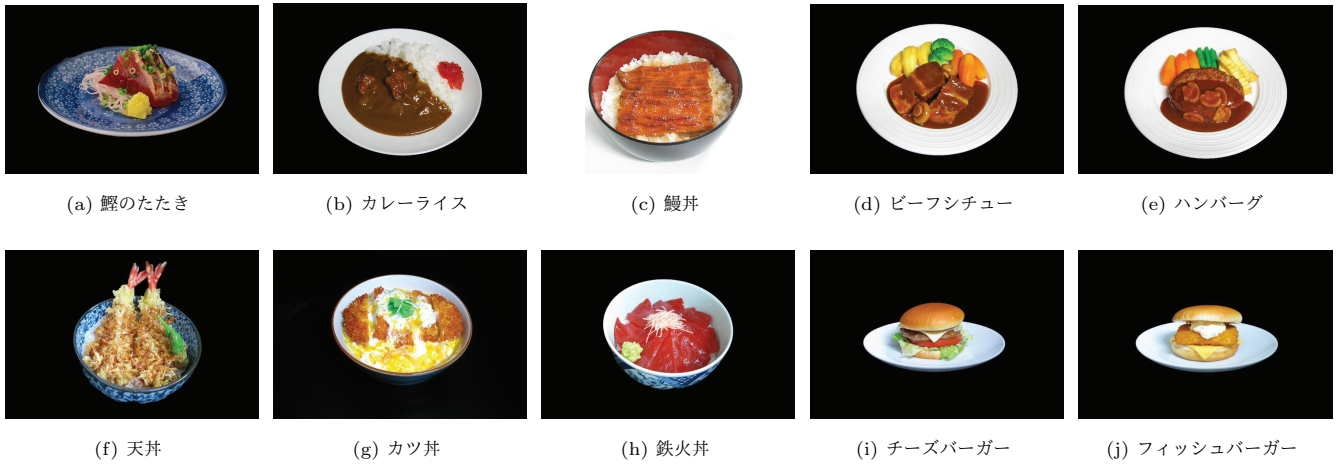 (a) 鰹のたたき
(b) カレーライス
(c) 鰻丼
(d) ビーフシチュー
(e) ハンバーグ
(f) 天丼
(g) カツ丼
(h) 鉄火丼
(i) チーズバーガー
(j) フィッシュバーガー